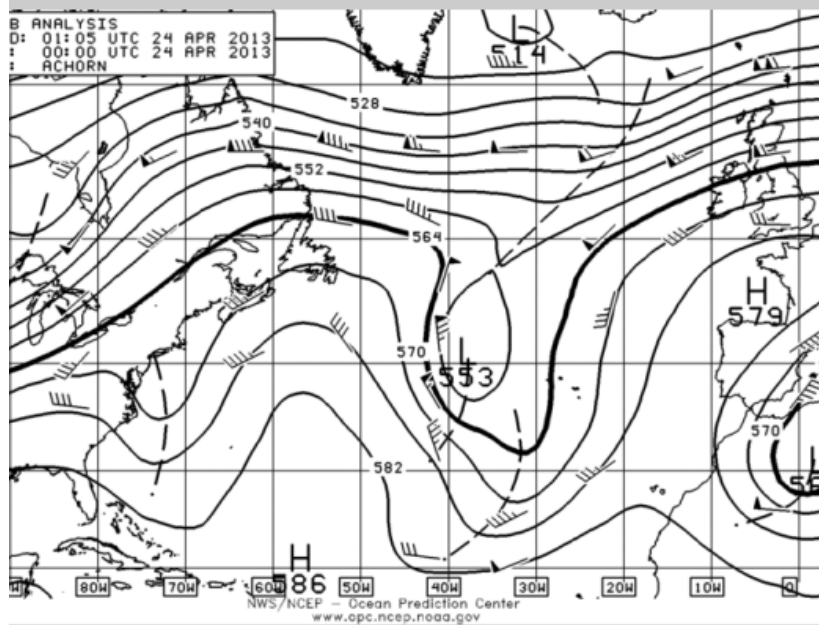 B ANALYSIS
D: 01:05 UTC 24 APR 2013
: 00:00 UTC 24 APR 2013
: ACHORN
L
514
528
540
552
564
H
579
570
L
553
570
582
H
586
80W
70W
60W
50W
40W
30W
20W
10W
0
NWS/NCEP – Ocean Prediction Center
www.opc.ncep.noaa.gov